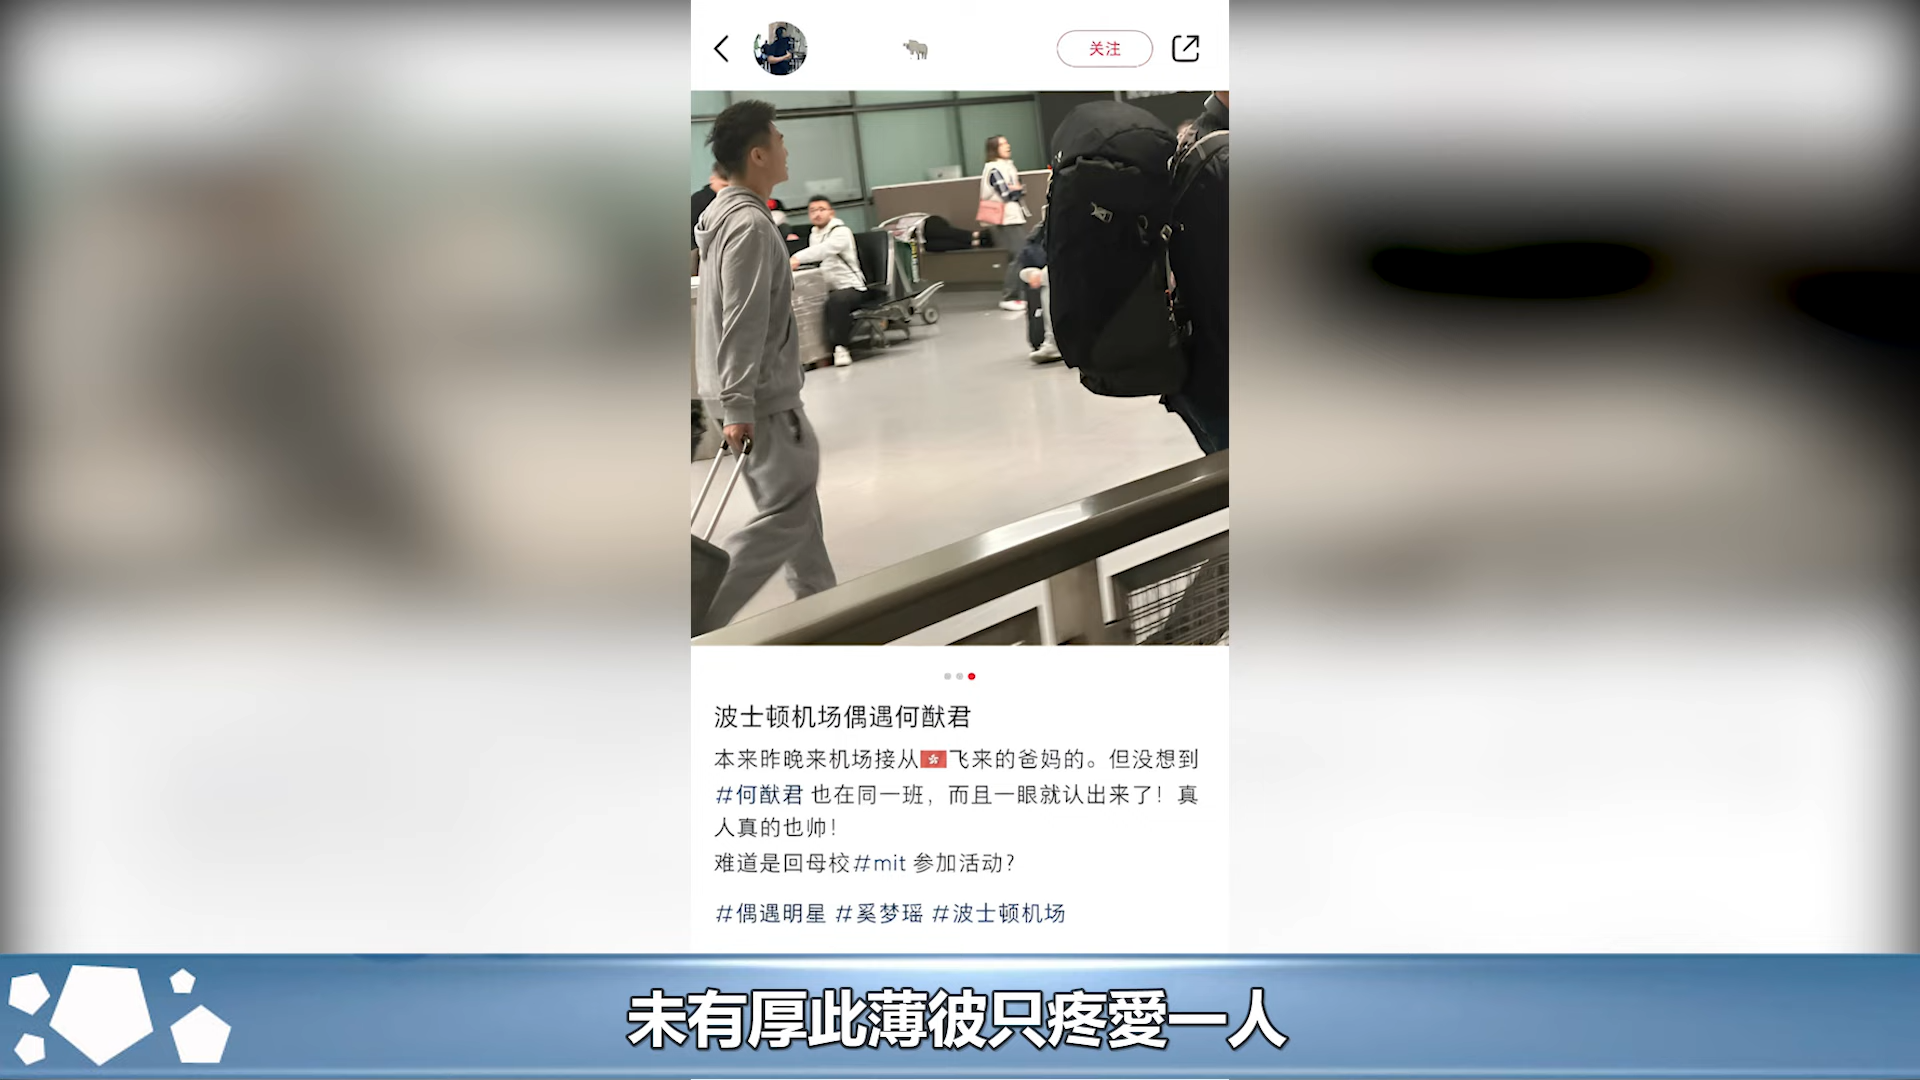 关注
波士顿机场偶遇何猷君
本来昨晚来机场接从🇭🇰飞来的爸妈的。但没想到
#何猷君 也在同一班，而且一眼就认出来了！真
人真的也帅！
难道是回母校#mit 参加活动？
#偶遇明星 #奚梦瑶 #波士顿机场
未有厚此薄彼只疼愛一人